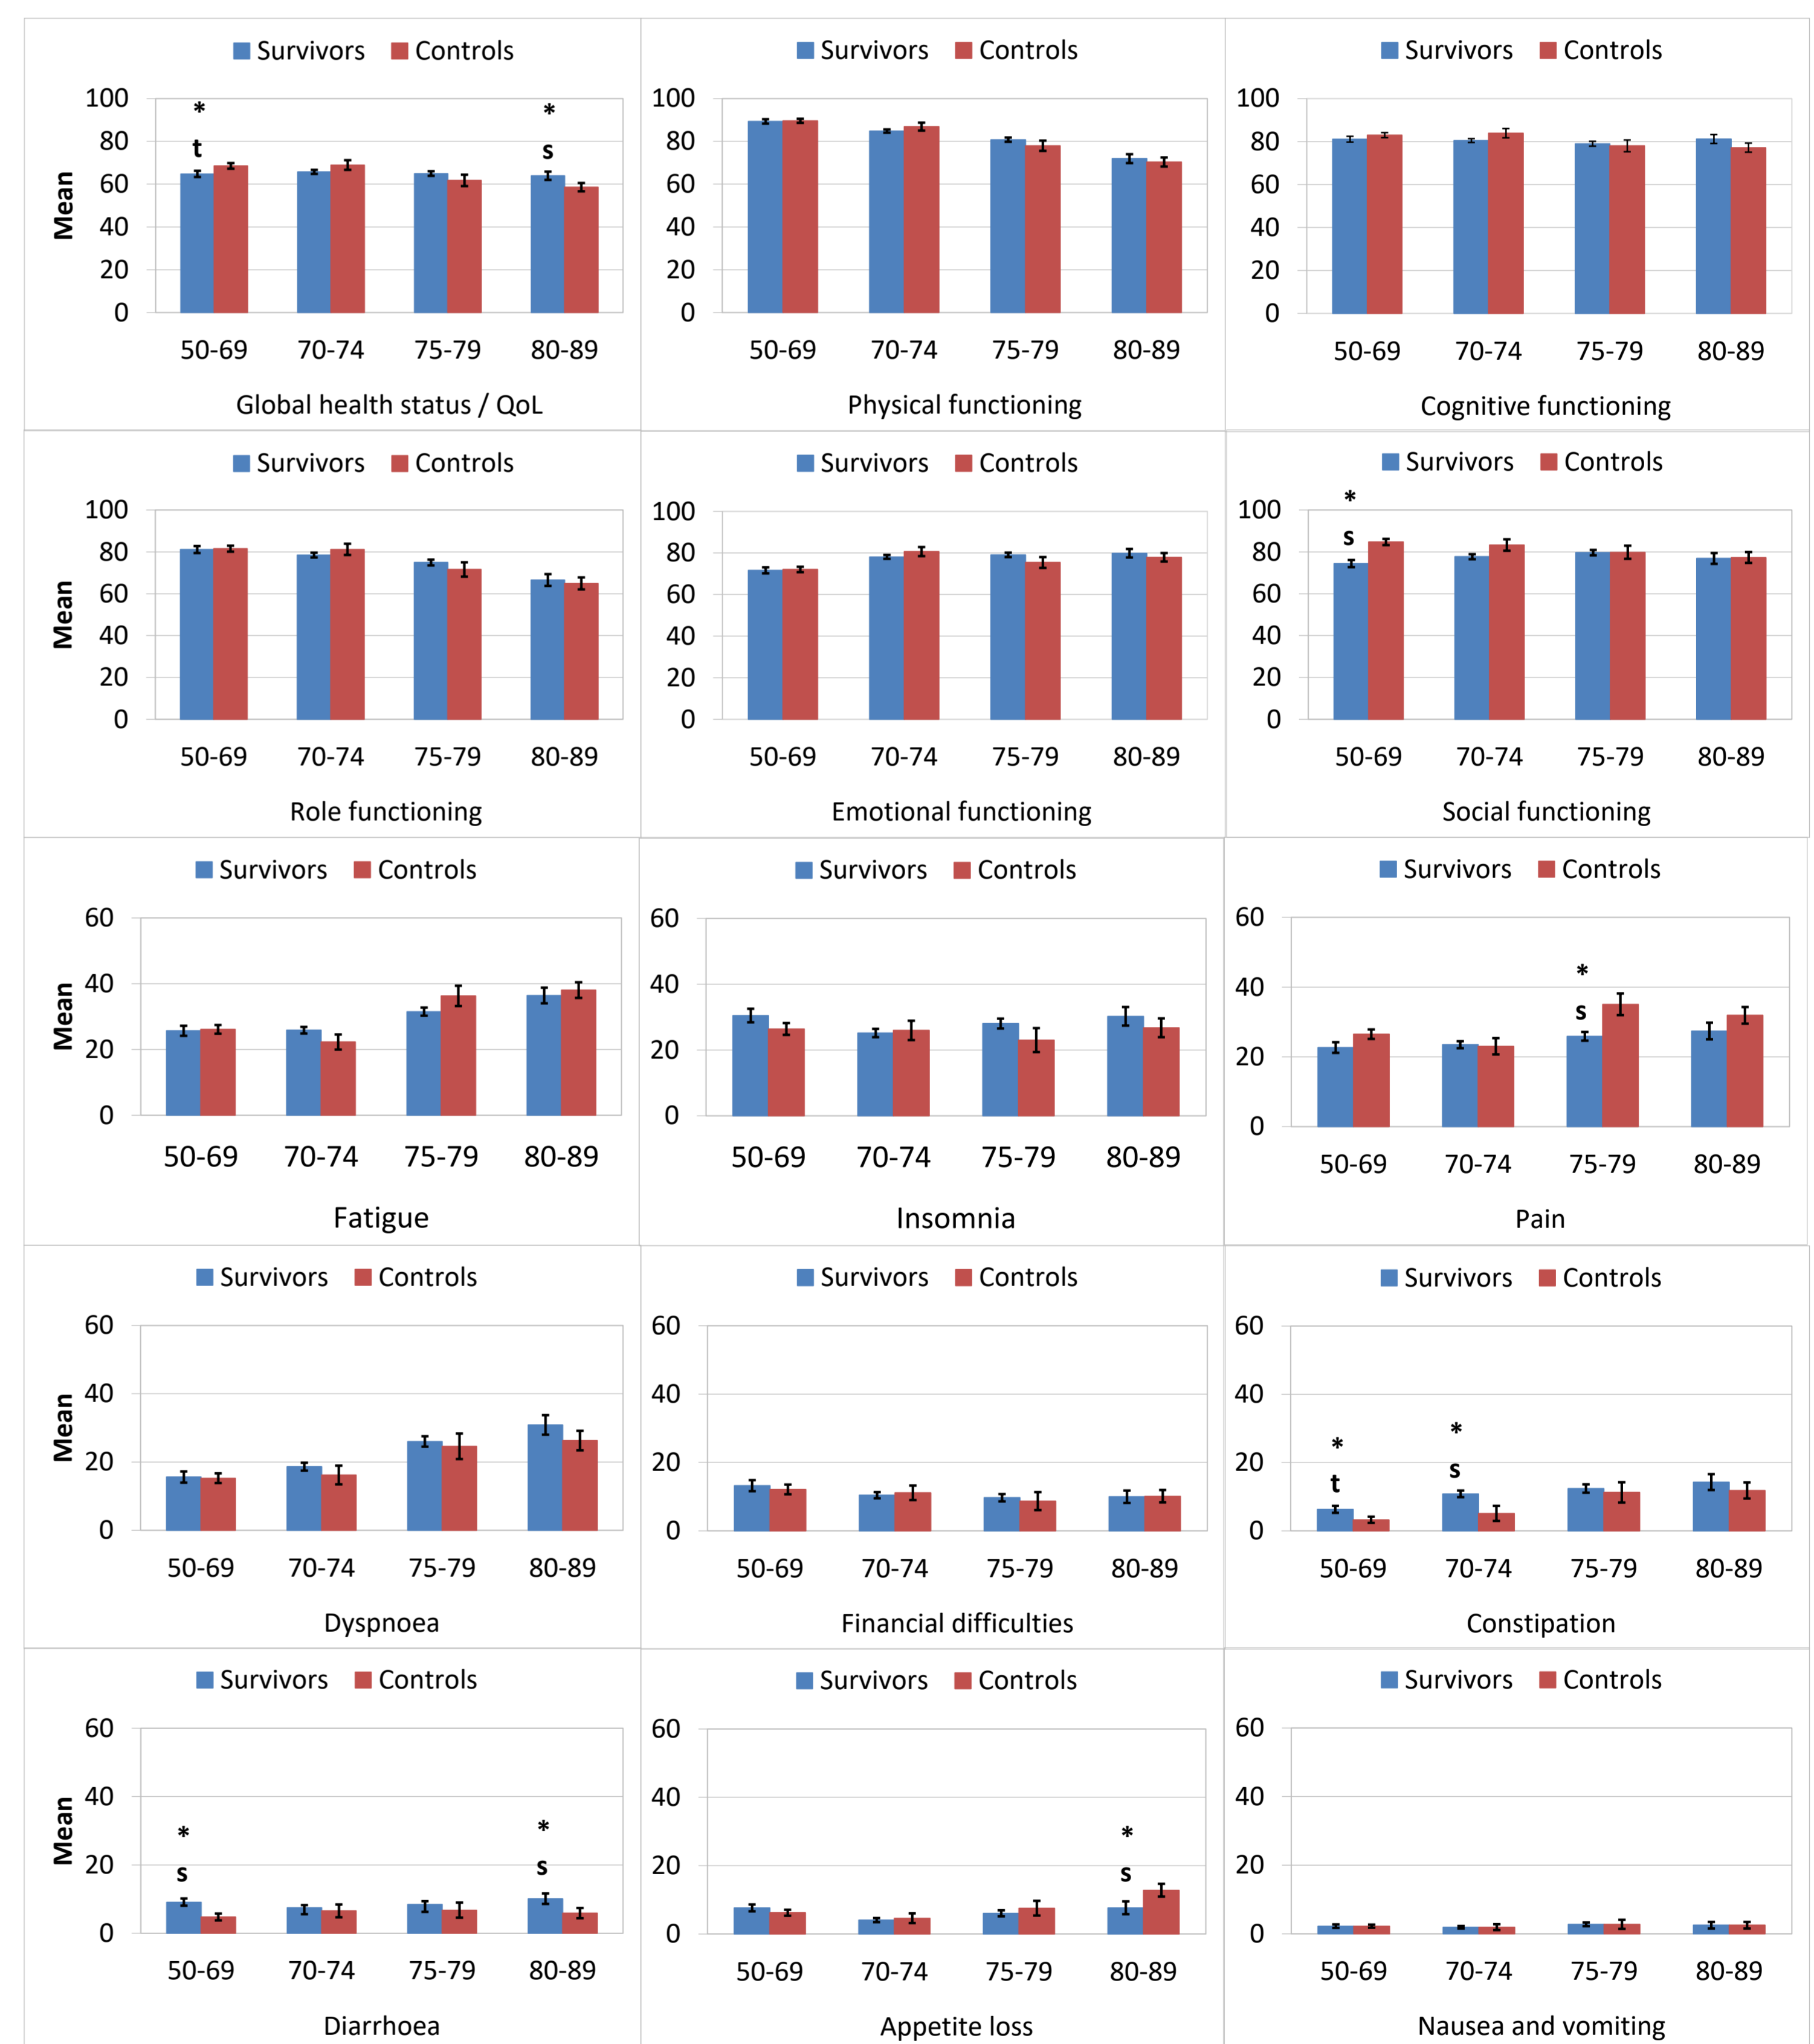 Survivors Controls
Survivors Controls
Survivors Controls
100
80
60
40
20
0
Mean
* *
t s
50-69 70-74 75-79 80-89
Global health status / QoL
100
80
60
40
20
0
50-69 70-74 75-79 80-89
Physical functioning
100
80
60
40
20
0
50-69 70-74 75-79 80-89
Cognitive functioning
Survivors Controls
Survivors Controls
Survivors Controls
100
80
60
40
20
0
Mean
50-69 70-74 75-79 80-89
Role functioning
100
80
60
40
20
0
50-69 70-74 75-79 80-89
Emotional functioning
*
s
100
80
60
40
20
0
50-69 70-74 75-79 80-89
Social functioning
Survivors Controls
Survivors Controls
Survivors Controls
60
40
20
0
Mean
50-69 70-74 75-79 80-89
Fatigue
60
40
20
0
50-69 70-74 75-79 80-89
Insomnia
60
40
20
0
*
s
50-69 70-74 75-79 80-89
Pain
Survivors Controls
Survivors Controls
Survivors Controls
60
40
20
0
Mean
50-69 70-74 75-79 80-89
Dyspnoea
60
40
20
0
50-69 70-74 75-79 80-89
Financial difficulties
60
40
20
0
* *
t s
50-69 70-74 75-79 80-89
Constipation
Survivors Controls
Survivors Controls
Survivors Controls
60
40
20
0
Mean
* *
s s
50-69 70-74 75-79 80-89
Diarrhoea
60
40
20
0
*
s
50-69 70-74 75-79 80-89
Appetite loss
60
40
20
0
50-69 70-74 75-79 80-89
Nausea and vomiting